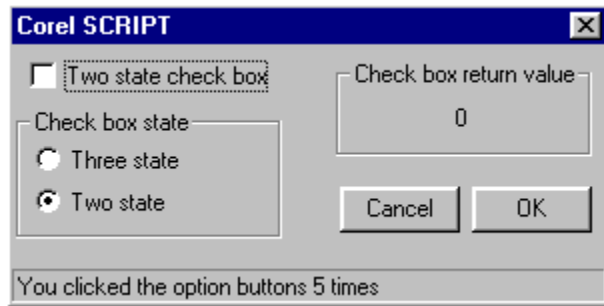 Corel SCRIPT
Two state check box
Check box state
Three state
Two state
Check box return value
0
Cancel
OK
You clicked the option buttons 5 times